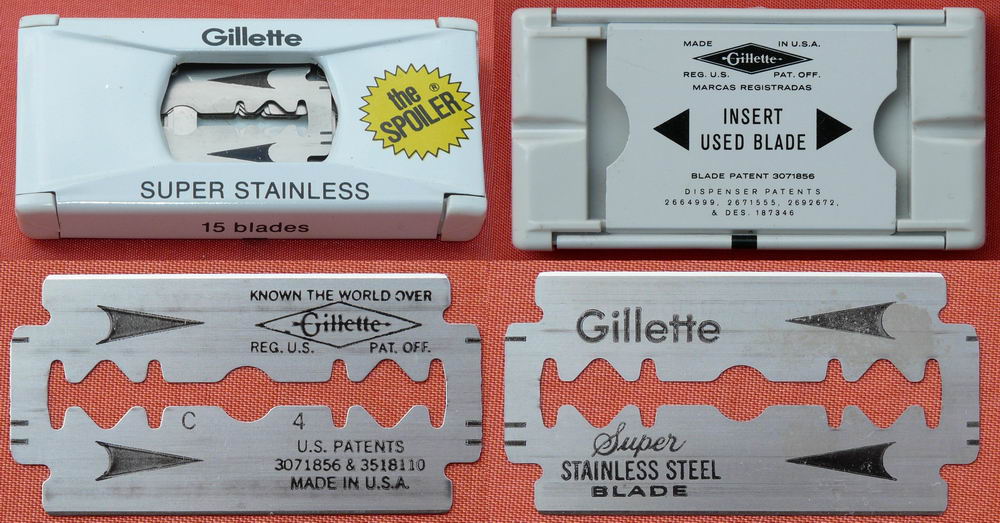 Gillette
the
SPOILER®
SUPER STAINLESS
15 blades
MADE IN U.S.A.
Gillette
REG. U.S. PAT. OFF.
MARCAS REGISTRADAS
INSERT
USED BLADE
BLADE PATENT 3071856
DISPENSER PATENTS
2664999, 2671555, 2692672,
& DES. 187346
KNOWN THE WORLD OVER
Gillette
REG. U.S. PAT. OFF.
C 4
U.S. PATENTS
3071856 & 3518110
MADE IN U.S.A.
Gillette
Super
STAINLESS STEEL
BLADE